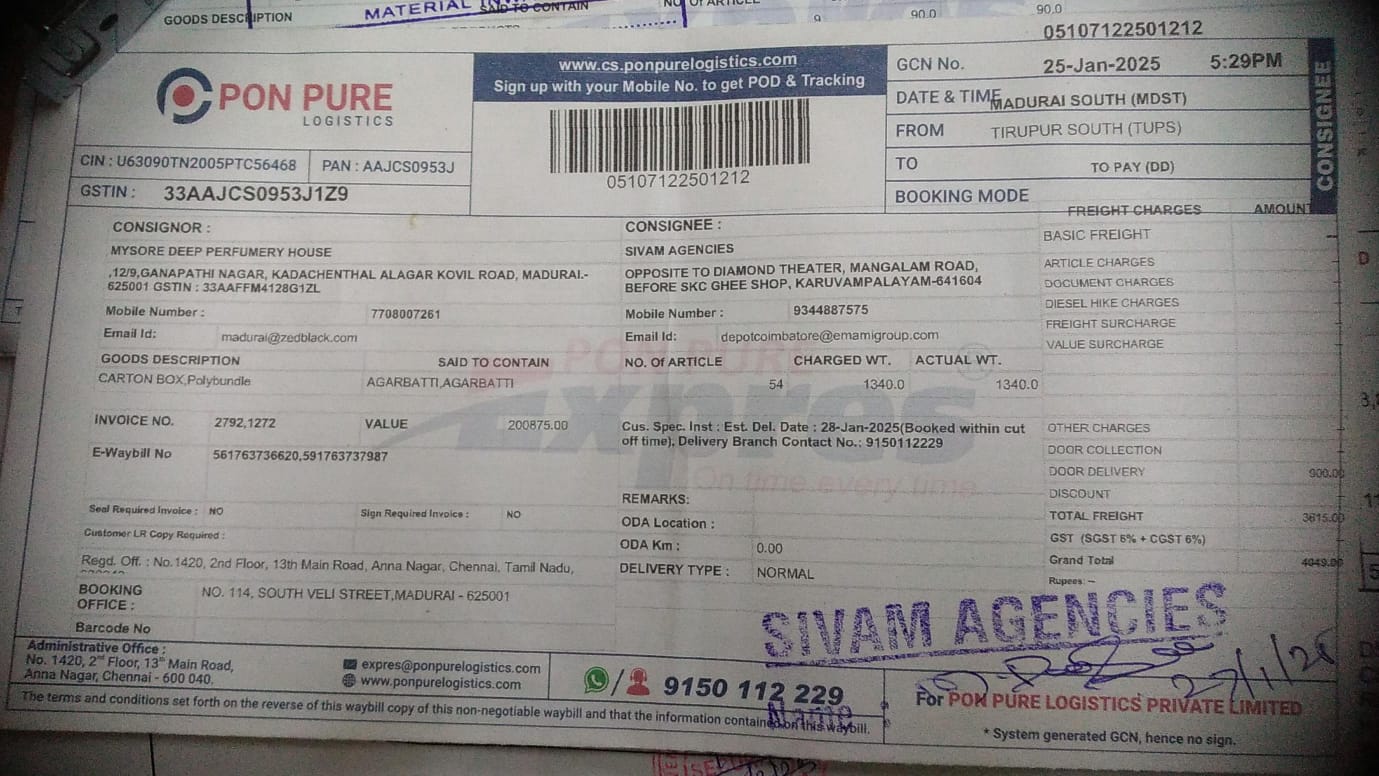 GOODS DESCRIPTION
MATERIAL
SAID TO CONTAIN
9
90.0
90.0
05107122501212
PON PURE
LOGISTICS
www.cs.ponpurelogistics.com
Sign up with your Mobile No. to get POD & Tracking
05107122501212
GCN No.
25-Jan-2025 5:29PM
DATE & TIME MADURAI SOUTH (MDST)
FROM TIRUPUR SOUTH (TUPS)
TO TO PAY (DD)
BOOKING MODE
CONSIGNEE
CIN : U63090TN2005PTC56468 PAN : AAJCS0953J
GSTIN : 33AAJCS0953J1Z9
CONSIGNOR :
MYSORE DEEP PERFUMERY HOUSE
,12/9,GANAPATHI NAGAR, KADACHENTHAL ALAGAR KOVIL ROAD, MADURAI.-
625001 GSTIN : 33AAFFM4128G1ZL
Mobile Number : 7708007261
Email Id: madurai@zedblack.com
CONSIGNEE :
SIVAM AGENCIES
OPPOSITE TO DIAMOND THEATER, MANGALAM ROAD,
BEFORE SKC GHEE SHOP, KARUVAMPALAYAM-641604
Mobile Number : 9344887575
Email Id: depotcoimbatore@emamigroup.com
FREIGHT CHARGES AMOUNT
BASIC FREIGHT --
ARTICLE CHARGES
DOCUMENT CHARGES
DIESEL HIKE CHARGES
FREIGHT SURCHARGE
VALUE SURCHARGE
GOODS DESCRIPTION SAID TO CONTAIN NO. Of ARTICLE CHARGED WT. ACTUAL WT.
CARTON BOX,Polybundle AGARBATTI,AGARBATTI 54 1340.0 1340.0
PON PURE
Expres
On time.every time.
INVOICE NO. 2792,1272 VALUE 200875.00
E-Waybill No 561763736620,591763737987
Cus. Spec. Inst : Est. Del. Date : 28-Jan-2025(Booked within cut
off time), Delivery Branch Contact No.: 9150112229
OTHER CHARGES
DOOR COLLECTION
DOOR DELIVERY 900.00
DISCOUNT
TOTAL FREIGHT 3615.00
GST (SGST 6% + CGST 6%)
Grand Total 4049.00
Rupees: --
Seal Required Invoice : NO Sign Required Invoice : NO
Customer LR Copy Required :
REMARKS:
ODA Location :
ODA Km : 0.00
DELIVERY TYPE : NORMAL
Regd. Off. : No.1420, 2nd Floor, 13th Main Road, Anna Nagar, Chennai, Tamil Nadu,
BOOKING
OFFICE : NO. 114, SOUTH VELI STREET,MADURAI - 625001
Barcode No
SIVAM AGENCIES
Administrative Office :
No. 1420, 2nd Floor, 13th Main Road,
Anna Nagar, Chennai - 600 040.
expres@ponpurelogistics.com
www.ponpurelogistics.com
9150 112 229
Name
For PON PURE LOGISTICS PRIVATE LIMITED
* System generated GCN, hence no sign.
The terms and conditions set forth on the reverse of this waybill copy of this non-negotiable waybill and that the information contained on this waybill.